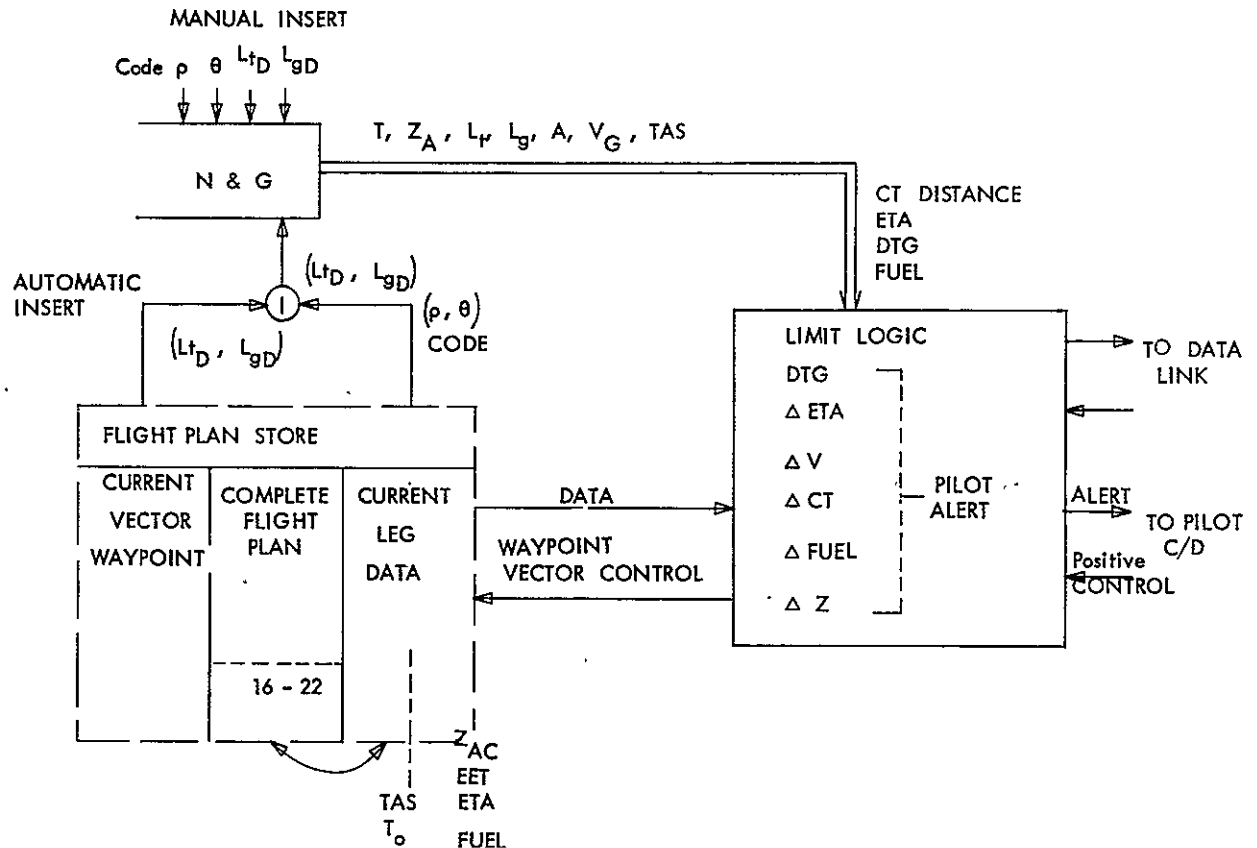 MANUAL INSERT
Code ρ θ LtD LgD
N & G
T, ZA, Lt, Lg, A, VG, TAS
CT DISTANCE
ETA
DTG
FUEL
AUTOMATIC
INSERT
(LtD, LgD)
I
(LtD, LgD)
(ρ, θ)
CODE
FLIGHT PLAN STORE
CURRENT
VECTOR
WAYPOINT
COMPLETE
FLIGHT
PLAN
16 - 22
CURRENT
LEG
DATA
TAS
To
ZAC
EET
ETA
FUEL
DATA
WAYPOINT
VECTOR CONTROL
LIMIT LOGIC
DTG
Δ ETA
Δ V
Δ CT
Δ FUEL
Δ Z
PILOT
ALERT
TO DATA
LINK
ALERT
TO PILOT
C/D
Positive
CONTROL